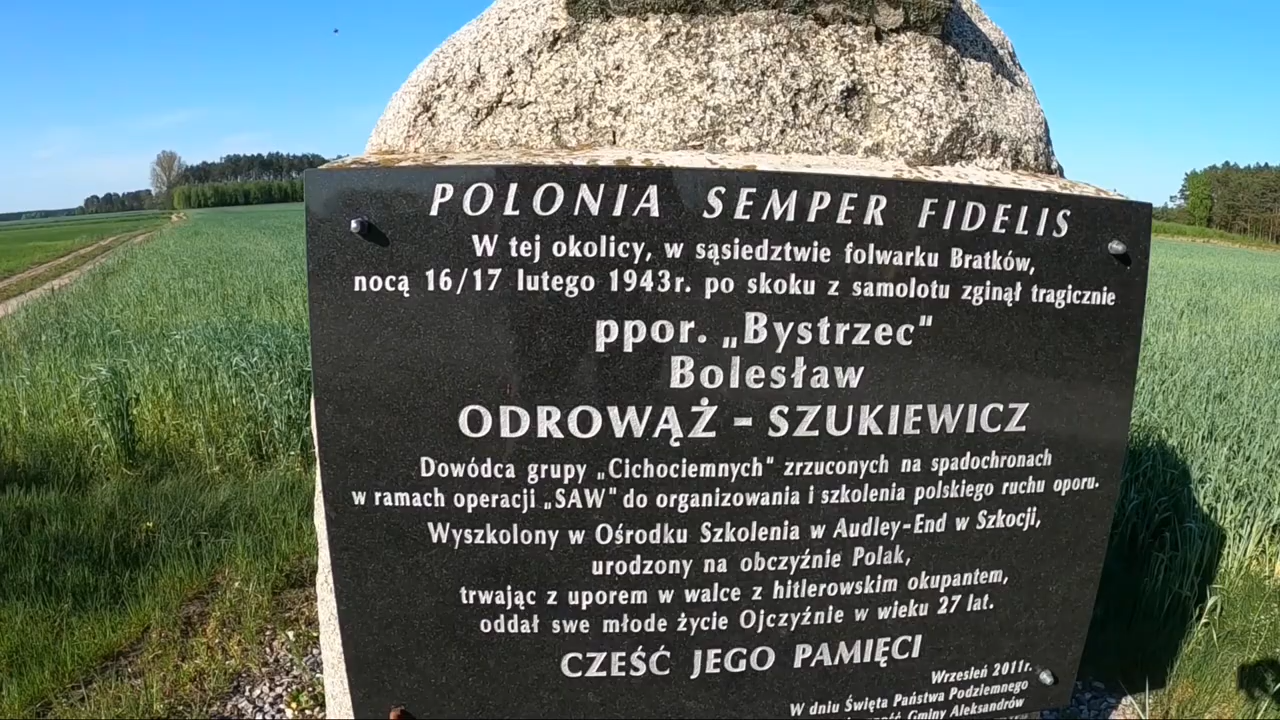 POLONIA SEMPER FIDELIS
W tej okolicy, w sąsiedztwie folwarku Bratków,
nocą 16/17 lutego 1943r. po skoku z samolotu zginął tragicznie
ppor. „Bystrzec"
Bolesław
ODROWĄŻ - SZUKIEWICZ
Dowódca grupy „Cichociemnych" zrzuconych na spadochronach
w ramach operacji „SAW" do organizowania i szkolenia polskiego ruchu oporu.
Wyszkolony w Ośrodku Szkolenia w Audley-End w Szkocji,
urodzony na obczyźnie Polak,
trwając z uporem w walce z hitlerowskim okupantem,
oddał swe młode życie Ojczyźnie w wieku 27 lat.
CZEŚĆ JEGO PAMIĘCI
Wrzesień 2011r.
W dniu Święta Państwa Podziemnego
Gminy Aleksandrów